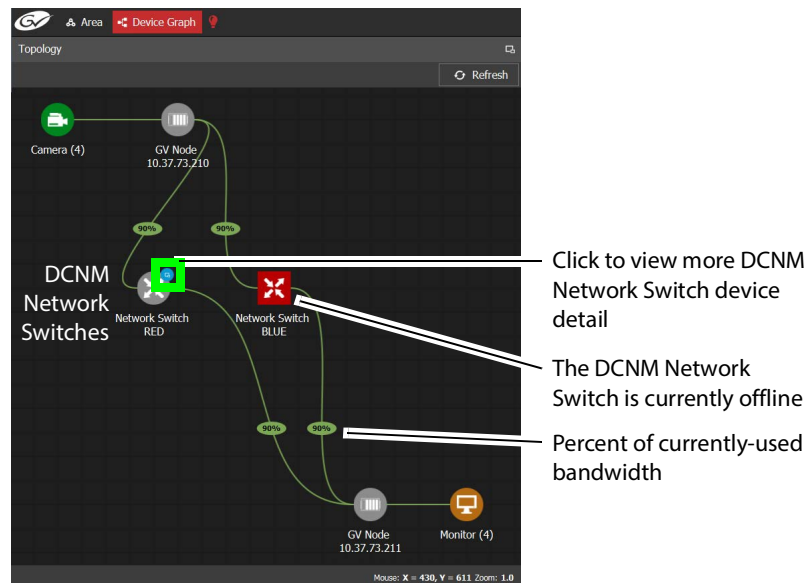 GV Area Device Graph
Topology
Refresh
Camera (4)
GV Node
10.37.73.210
90% 90%
DCNM
Network
Switches
Network Switch
RED
Network Switch
BLUE
Click to view more DCNM
Network Switch device
detail
The DCNM Network
Switch is currently offline
90% 90%
Percent of currently-used
bandwidth
GV Node
10.37.73.211
Monitor (4)
Mouse: X = 430, Y = 611 Zoom: 1.0